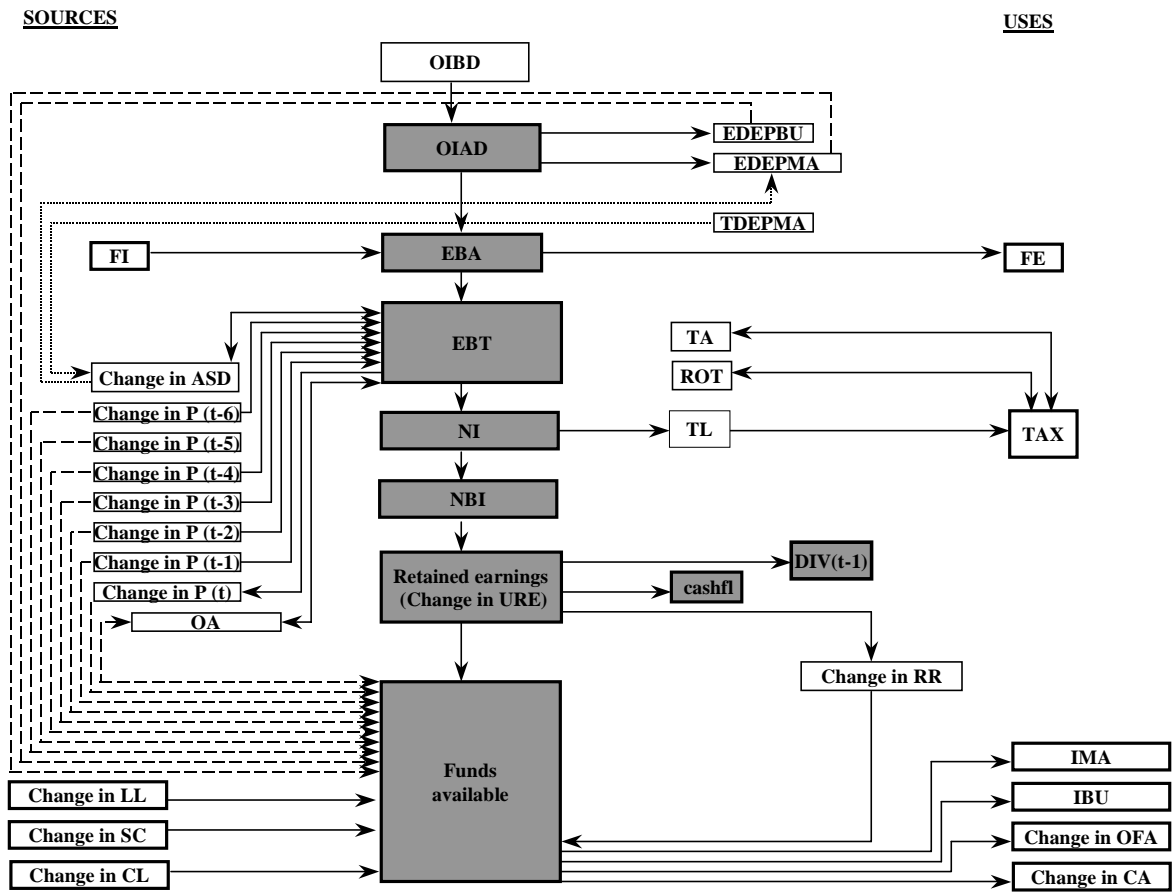 SOURCES
USES
OIBD
EDEPBU
OIAD
EDEPMA
TDEPMA
FI
EBA
FE
EBT
TA
Change in ASD
ROT
Change in P (t-6)
NI
TL
TAX
Change in P (t-5)
Change in P (t-4)
Change in P (t-3)
NBI
Change in P (t-2)
Change in P (t-1)
DIV(t-1)
Retained earnings
(Change in URE)
cashfl
Change in P (t)
OA
Change in RR
Funds
available
IMA
Change in LL
IBU
Change in SC
Change in OFA
Change in CL
Change in CA